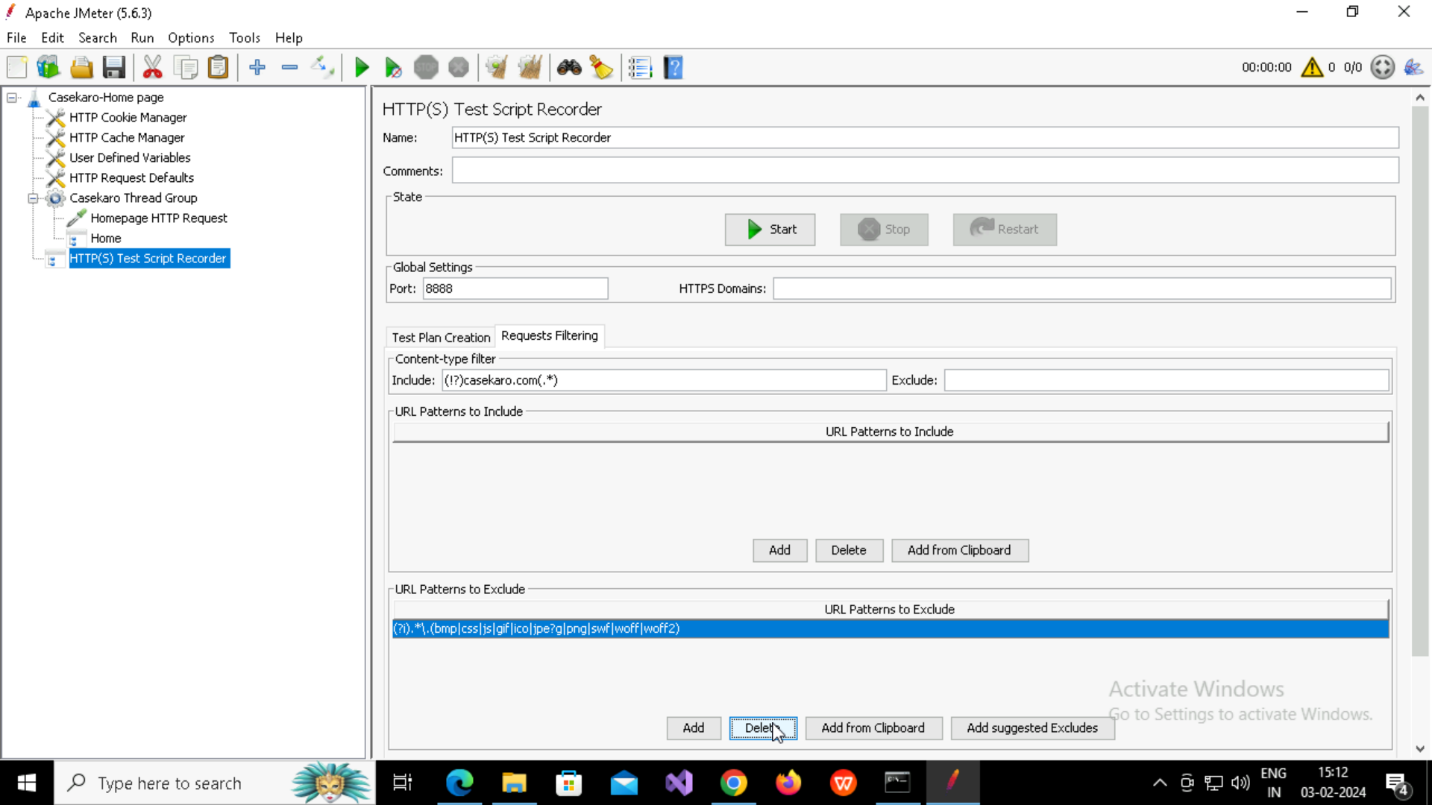 Apache JMeter (5.6.3)
File Edit Search Run Options Tools Help
00:00:00 0 0/0
Casekaro-Home page
HTTP Cookie Manager
HTTP Cache Manager
User Defined Variables
HTTP Request Defaults
Casekaro Thread Group
Homepage HTTP Request
Home
HTTP(S) Test Script Recorder
HTTP(S) Test Script Recorder
Name: HTTP(S) Test Script Recorder
Comments:
State
Start Stop Restart
Global Settings
Port: 8888 HTTPS Domains:
Test Plan Creation Requests Filtering
Content-type filter
Include: (!?)casekaro.com(.*) Exclude:
URL Patterns to Include
URL Patterns to Include
Add Delete Add from Clipboard
URL Patterns to Exclude
URL Patterns to Exclude
(?i).*\.(bmp|css|js|gif|ico|jpe?g|png|swf|woff|woff2)
Add Delete Add from Clipboard Add suggested Excludes
Activate Windows
Go to Settings to activate Windows.
Type here to search
ENG
IN
15:12
03-02-2024
4